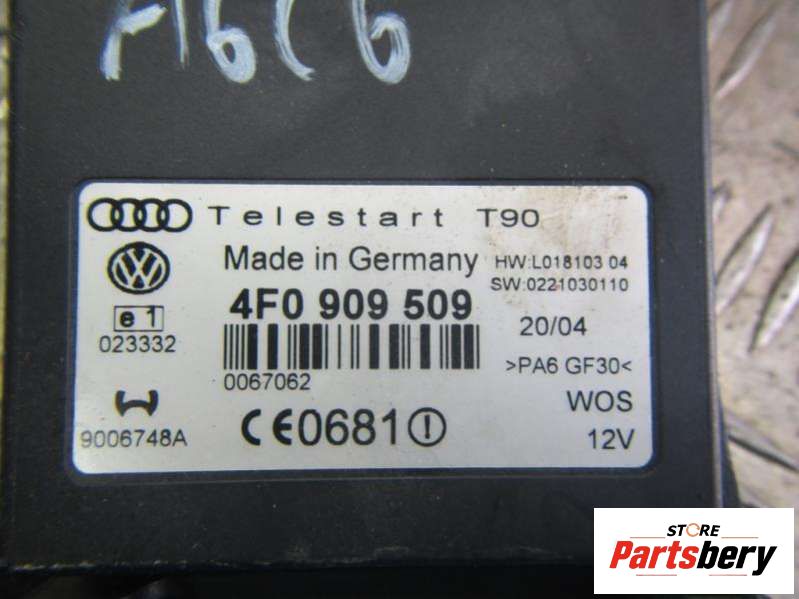 A16C6
Telestart T90
Made in Germany
HW:L018103 04
SW:0221030110
e1
023332
4F0 909 509
20/04
0067062
>PA6 GF30<
9006748A
CE0681
WOS
12V
STORE
Partsbery